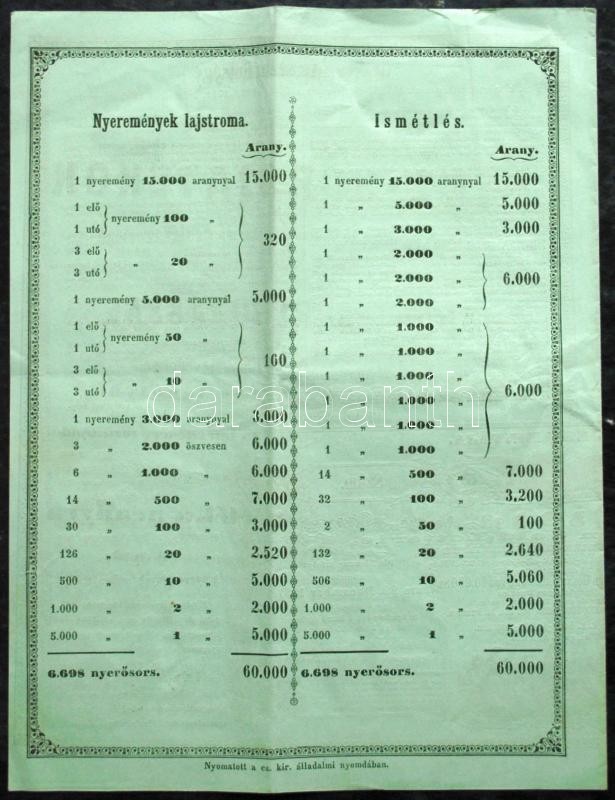 Nyeremények lajstroma.
Arany.
1 nyeremény 15.000 aranynyal 15.000
1 elő
1 utó } nyeremény 100 „
3 elő
3 utó } „ 20 „ } 320
1 nyeremény 5.000 aranynyal 5.000
1 elő
1 utó } nyeremény 50 „
3 elő
3 utó } „ 10 „ } 160
1 nyeremény 3.000 aranynyal 3.000
3 „ 2.000 öszvesen 6.000
6 „ 1.000 „ 6.000
14 „ 500 „ 7.000
30 „ 100 „ 3.000
126 „ 20 „ 2.520
500 „ 10 „ 5.000
1.000 „ 2 „ 2.000
5.000 „ 1 „ 5.000
6.698 nyerősors. 60.000
Ismétlés.
Arany.
1 nyeremény 15.000 aranynyal 15.000
1 „ 5.000 „ 5.000
1 „ 3.000 „ 3.000
1 „ 2.000 „
1 „ 2.000 „ } 6.000
1 „ 2.000 „
1 „ 1.000 „
1 „ 1.000 „
1 „ 1.000 „
1 „ 1.000 „ } 6.000
1 „ 1.000 „
1 „ 1.000 „
14 „ 500 „ 7.000
32 „ 100 „ 3.200
2 „ 50 „ 100
132 „ 20 „ 2.640
506 „ 10 „ 5.060
1.000 „ 2 „ 2.000
5.000 „ 1 „ 5.000
6.698 nyerősors. 60.000
Nyomatott a cs. kir. álladalmi nyomdában.
darabanth